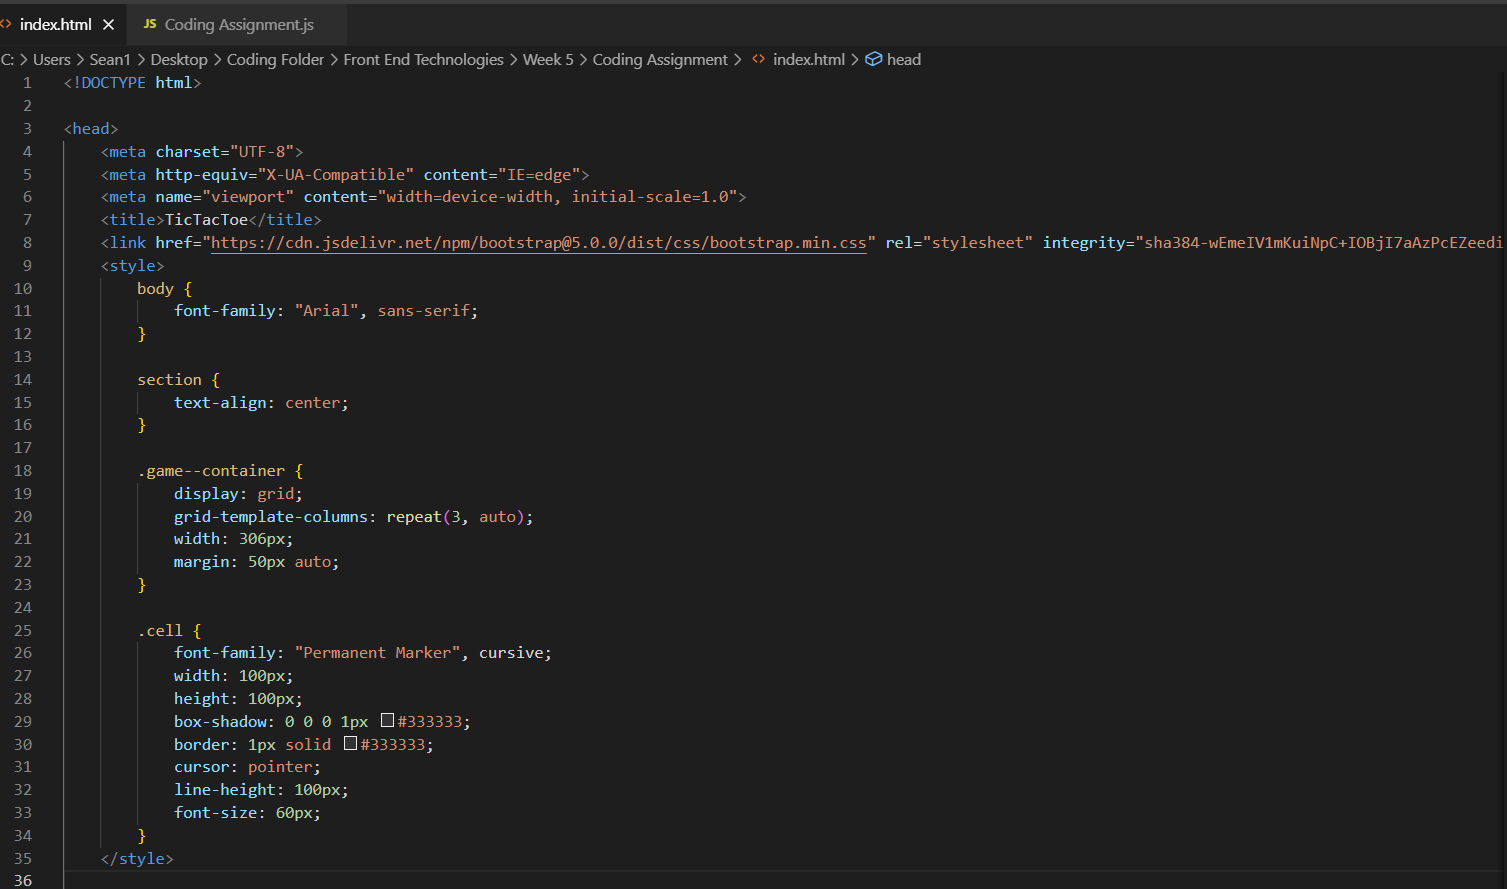 <> index.html ×
JS Coding Assignment.js
C: > Users > Sean1 > Desktop > Coding Folder > Front End Technologies > Week 5 > Coding Assignment > <> index.html > head
1 <!DOCTYPE html>
2
3 <head>
4 <meta charset="UTF-8">
5 <meta http-equiv="X-UA-Compatible" content="IE=edge">
6 <meta name="viewport" content="width=device-width, initial-scale=1.0">
7 <title>TicTacToe</title>
8 <link href="https://cdn.jsdelivr.net/npm/bootstrap@5.0.0/dist/css/bootstrap.min.css" rel="stylesheet" integrity="sha384-wEmeIV1mKuiNpC+IOBjI7aAzPcEZeedi
9 <style>
10 body {
11 font-family: "Arial", sans-serif;
12 }
13
14 section {
15 text-align: center;
16 }
17
18 .game--container {
19 display: grid;
20 grid-template-columns: repeat(3, auto);
21 width: 306px;
22 margin: 50px auto;
23 }
24
25 .cell {
26 font-family: "Permanent Marker", cursive;
27 width: 100px;
28 height: 100px;
29 box-shadow: 0 0 0 1px #333333;
30 border: 1px solid #333333;
31 cursor: pointer;
32 line-height: 100px;
33 font-size: 60px;
34 }
35 </style>
36